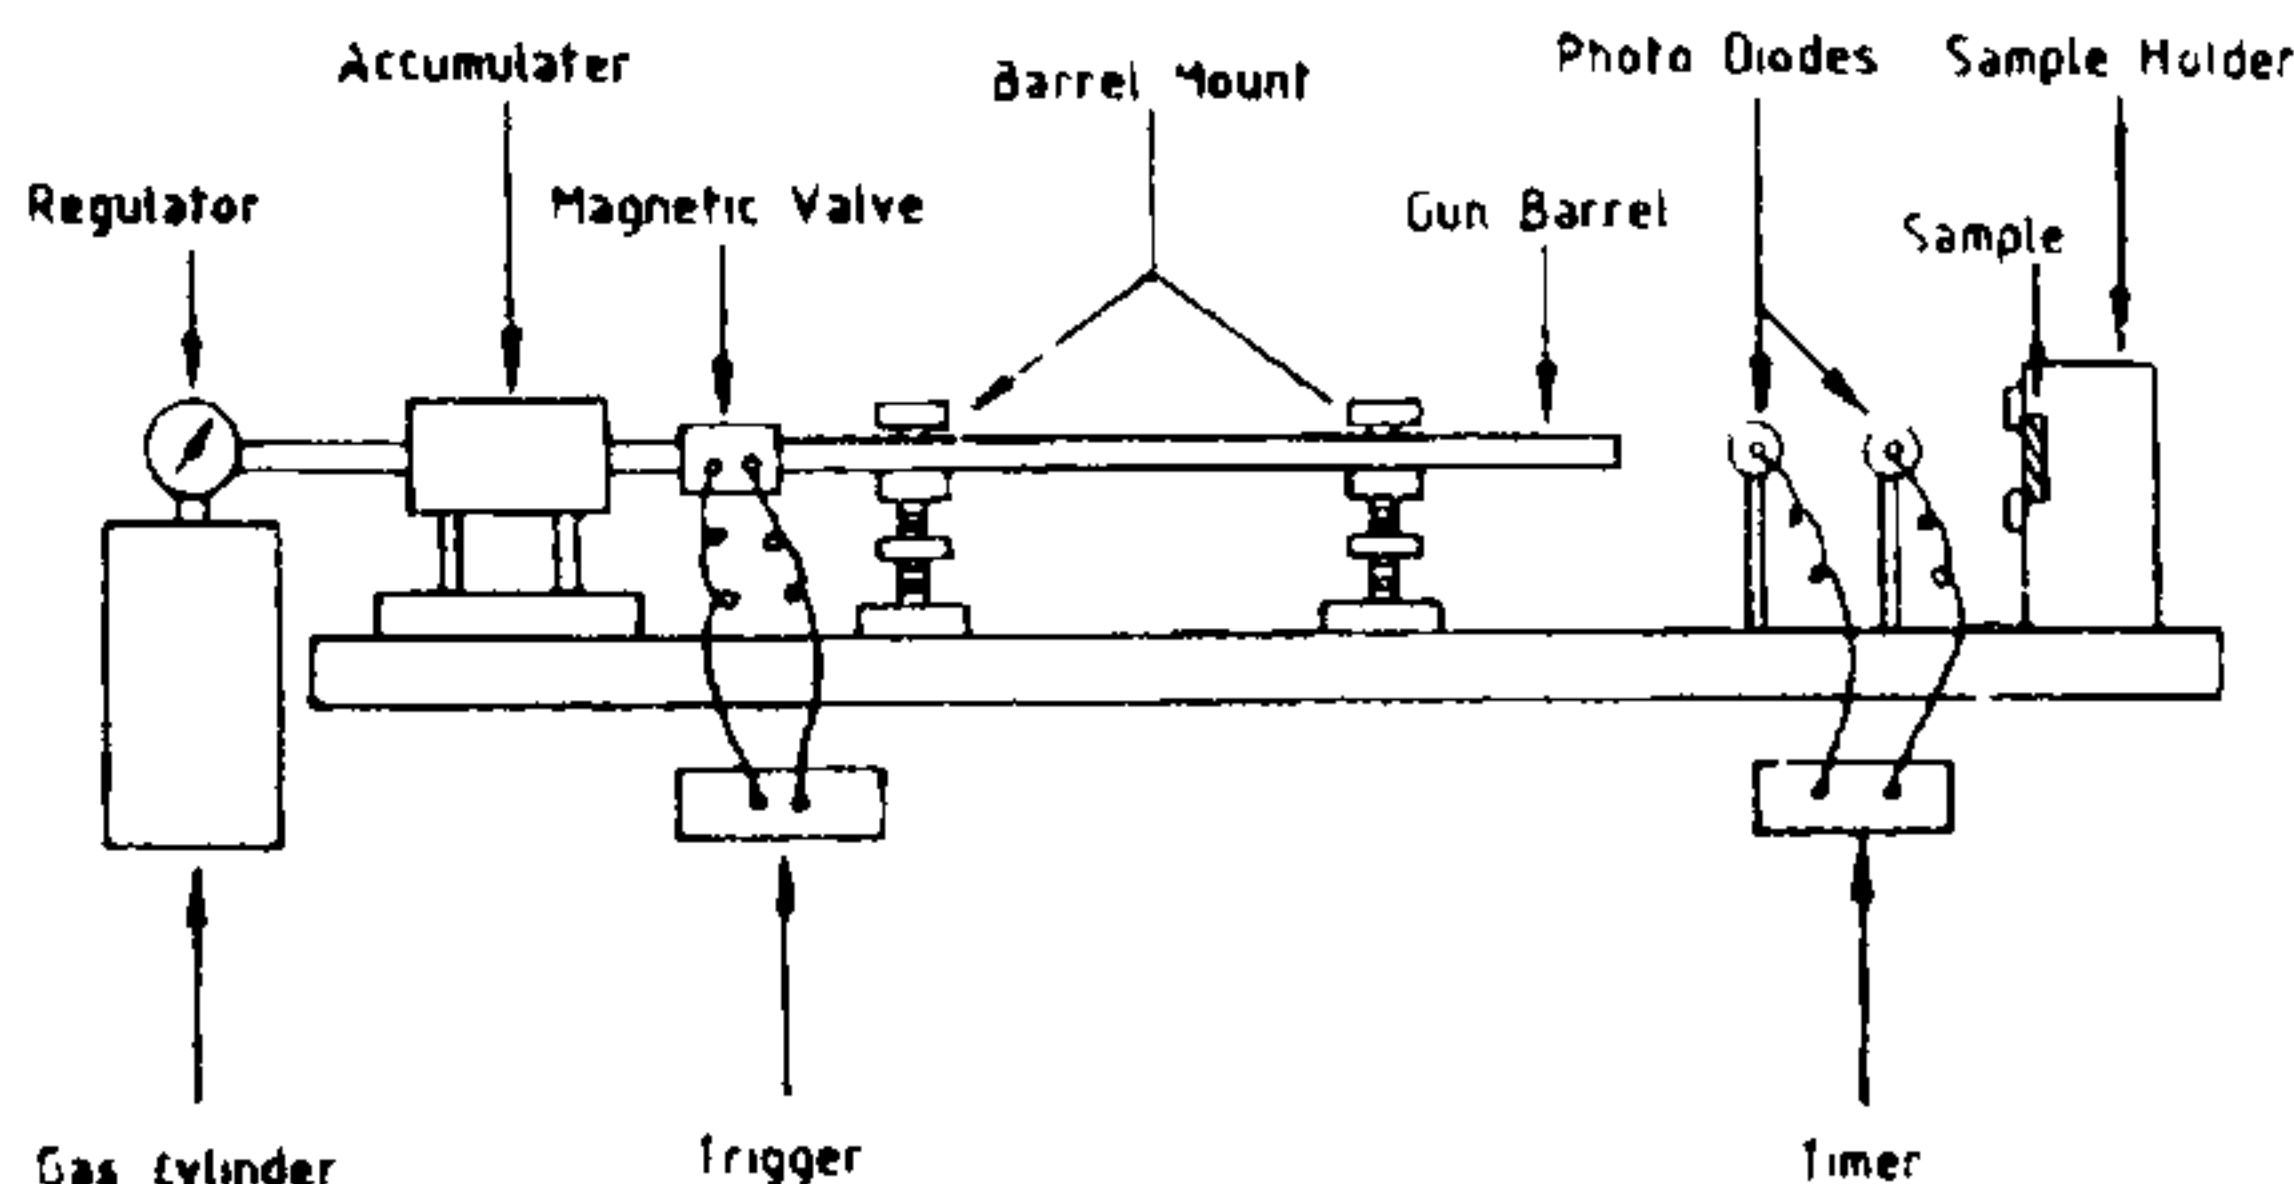 Accumulater
Barrel Mount
Photo Diodes
Sample Holder
Regulator
Magnetic Valve
Gun Barrel
Sample
Gas cylinder
Trigger
Timer